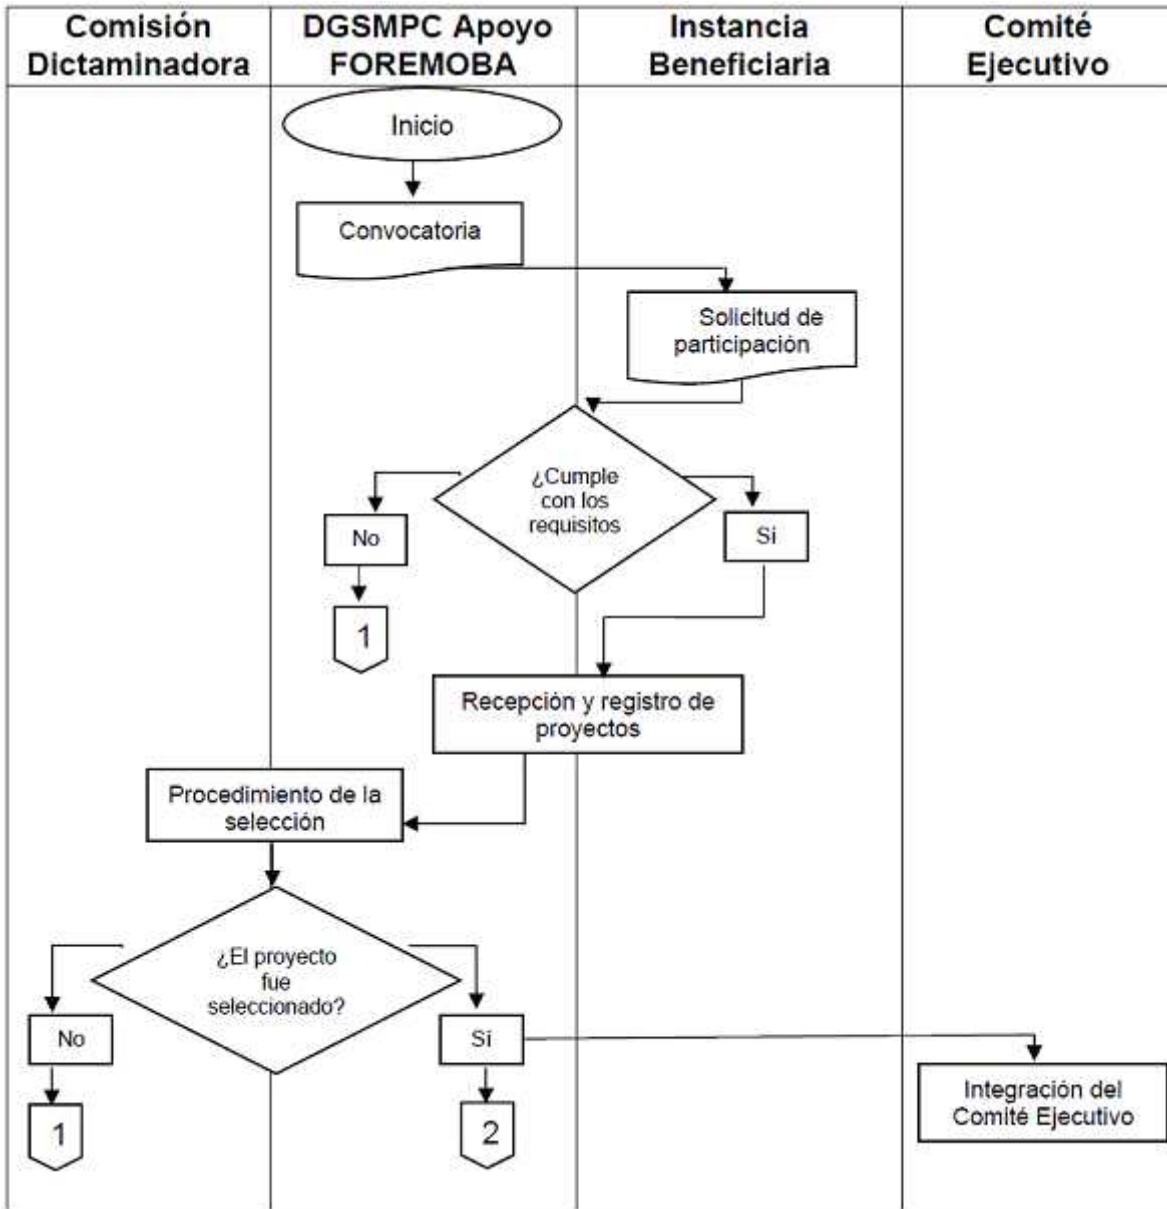 Comisión
Dictaminadora
DGSMPC Apoyo
FOREMOBA
Instancia
Beneficiaria
Comité
Ejecutivo
Inicio
Convocatoria
Solicitud de
participación
¿Cumple
con los
requisitos
No
Sí
1
Recepción y registro de
proyectos
Procedimiento de la
selección
¿El proyecto
fue
seleccionado?
No
Sí
Integración del
Comité Ejecutivo
1
2